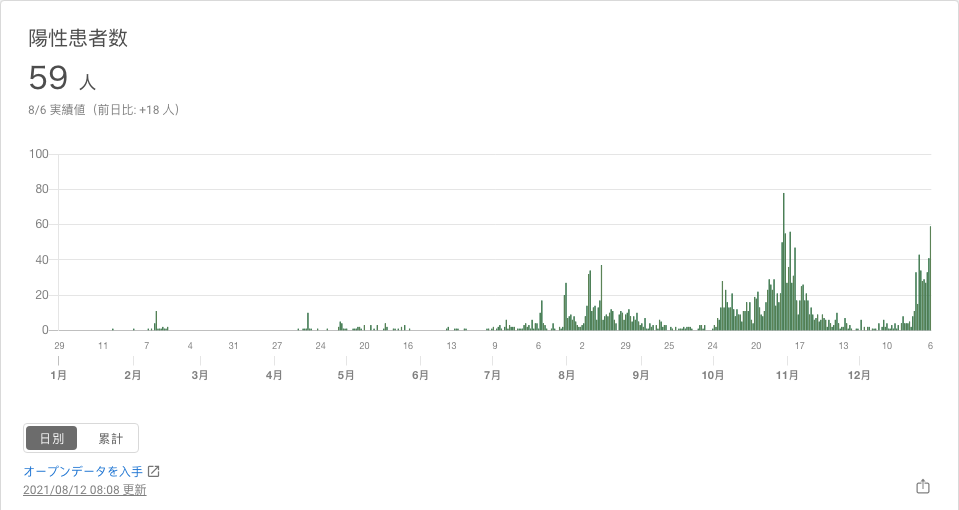 陽性患者数
59 人
8/6 実績値（前日比: +18 人）
100
80
60
40
20
0
29 11 7 4 31 27 24 20 16 13 9 6 2 29 25 24 20 17 13 10 6
1月 2月 3月 4月 5月 6月 7月 8月 9月 10月 11月 12月
日別 累計
オープンデータを入手
2021/08/12 08:08 更新